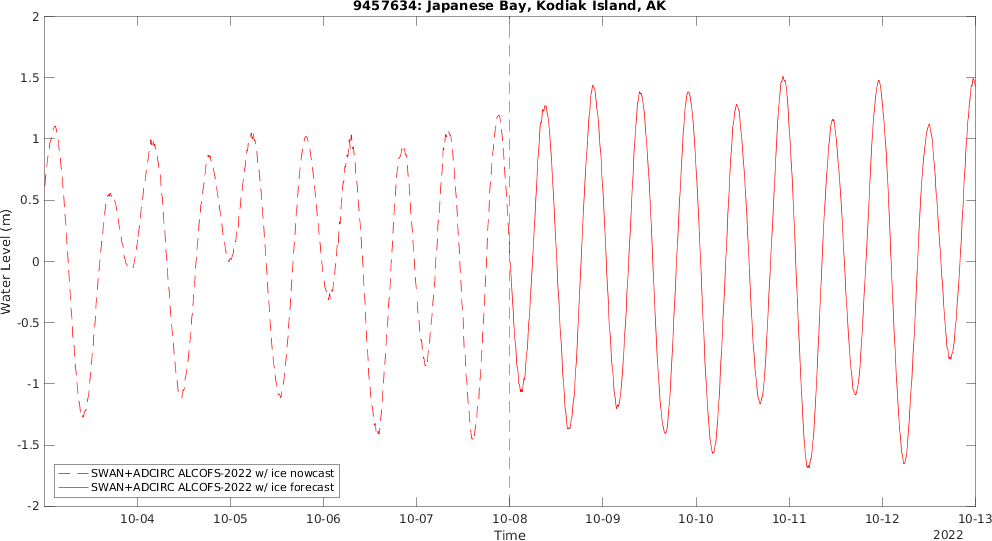 9457634: Japanese Bay, Kodiak Island, AK
2
1.5
1
0.5
0
-0.5
-1
-1.5
-2
Water Level (m)
SWAN+ADCIRC ALCOFS-2022 w/ ice nowcast
SWAN+ADCIRC ALCOFS-2022 w/ ice forecast
10-04 10-05 10-06 10-07 10-08 10-09 10-10 10-11 10-12 10-13
Time
2022